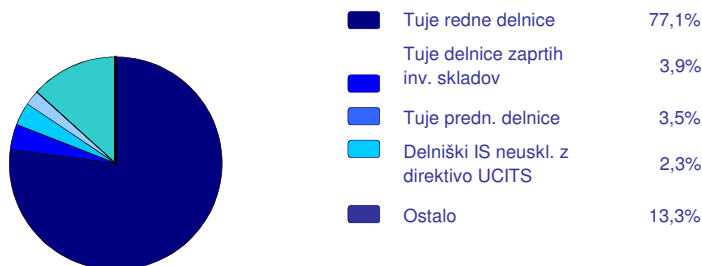 Tuje redne delnice 77,1%
Tuje delnice zaprtih
inv. skladov 3,9%
Tuje predn. delnice 3,5%
Delniški IS neuskl. z
direktivo UCITS 2,3%
Ostalo 13,3%